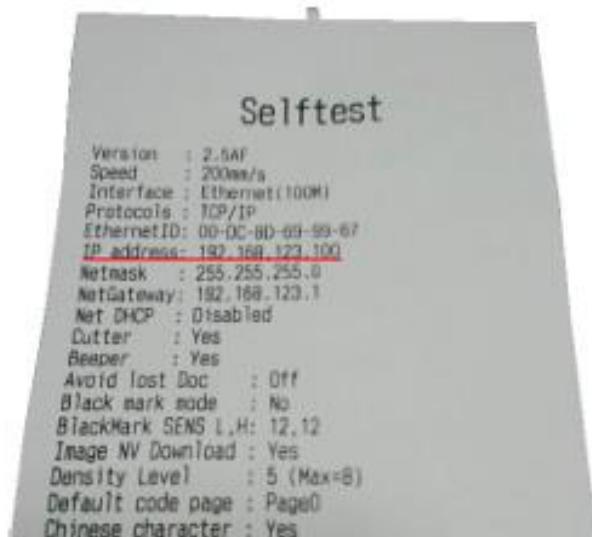 Selftest
Version : 2.5AF
Speed : 200mm/s
Interface : Ethernet(100M)
Protocols : TCP/IP
EthernetID: 00-0C-8D-69-99-67
IP address: 192.168.123.100
Netmask : 255.255.255.0
NetGateway: 192.168.123.1
Net DHCP : Disabled
Cutter : Yes
Beeper : Yes
Avoid lost Doc : Off
Black mark mode : No
BlackMark SENS L,H: 12,12
Image NV Download : Yes
Density Level : 5 (Max=8)
Default code page : Page0
Chinese character : Yes